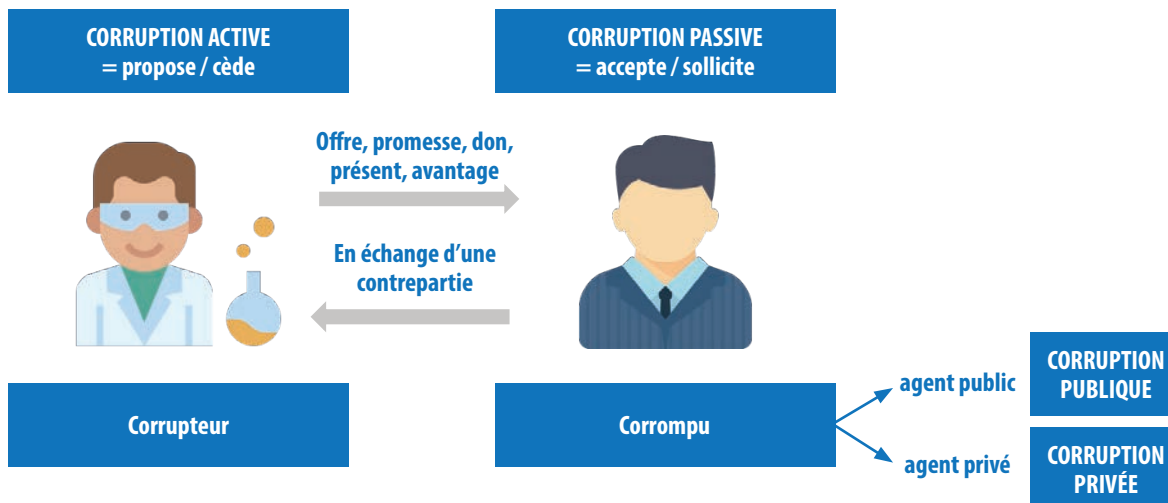 CORRUPTION ACTIVE
= propose / cède
CORRUPTION PASSIVE
= accepte / sollicite
Offre, promesse, don,
présent, avantage
En échange d’une
contrepartie
Corrupteur
Corrompu
agent public
CORRUPTION
PUBLIQUE
agent privé
CORRUPTION
PRIVÉE